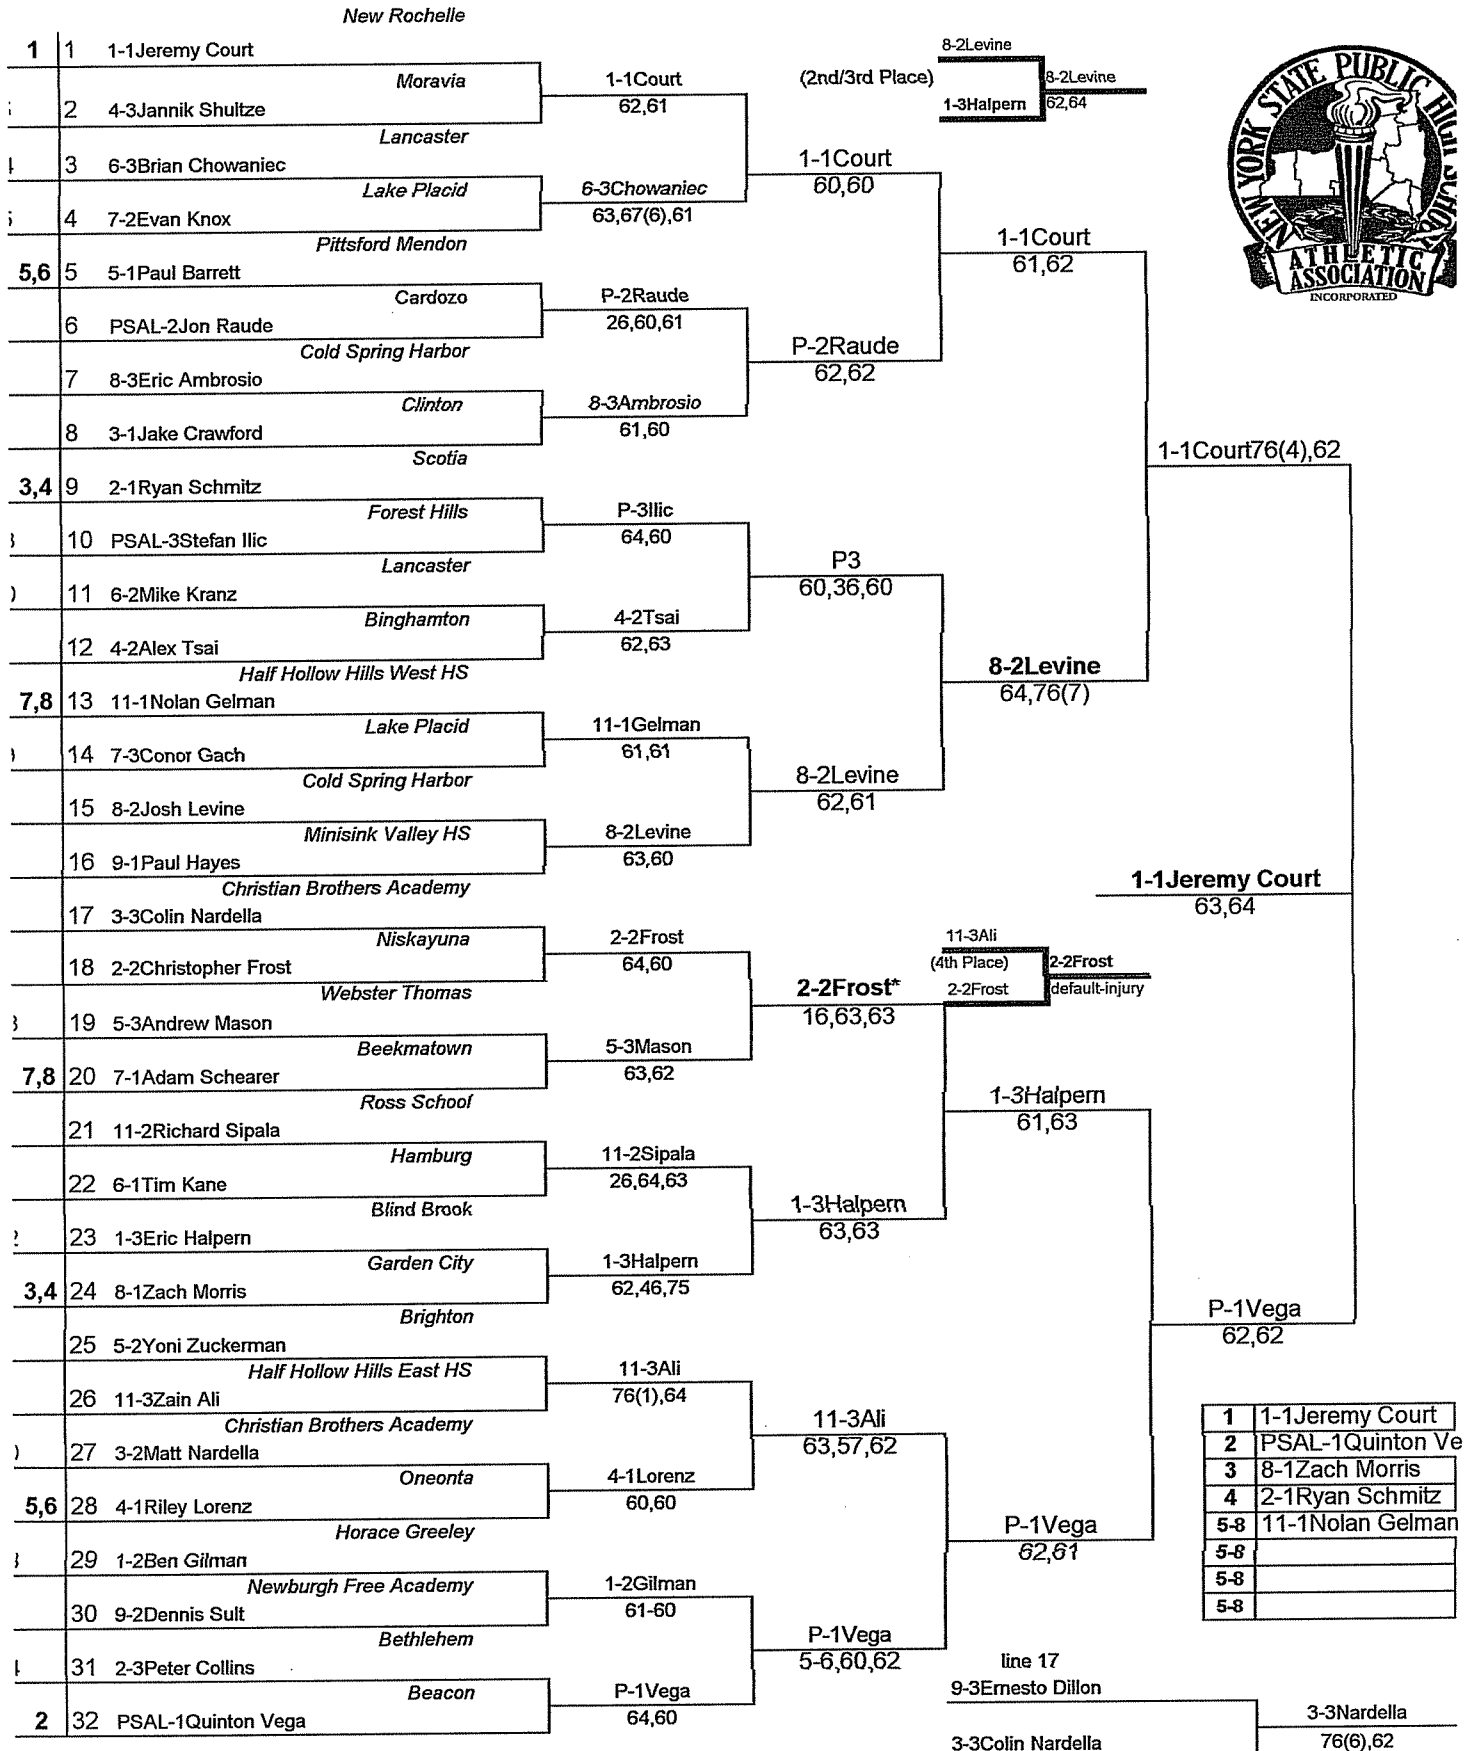 New Rochelle
1 1 1-1Jeremy Court
Moravia
2 4-3Jannik Shultze
Lancaster
3 6-3Brian Chowaniec
Lake Placid
4 7-2Evan Knox
Pittsford Mendon
5,6 5 5-1Paul Barrett
Cardozo
6 PSAL-2Jon Raude
Cold Spring Harbor
7 8-3Eric Ambrosio
Clinton
8 3-1Jake Crawford
Scotia
3,4 9 2-1Ryan Schmitz
Forest Hills
10 PSAL-3Stefan Ilic
Lancaster
11 6-2Mike Kranz
Binghamton
12 4-2Alex Tsai
Half Hollow Hills West HS
7,8 13 11-1Nolan Gelman
Lake Placid
14 7-3Conor Gach
Cold Spring Harbor
15 8-2Josh Levine
Minisink Valley HS
16 9-1Paul Hayes
Christian Brothers Academy
17 3-3Colin Nardella
Niskayuna
18 2-2Christopher Frost
Webster Thomas
19 5-3Andrew Mason
Beekmatown
7,8 20 7-1Adam Schearer
Ross School
21 11-2Richard Sipala
Hamburg
22 6-1Tim Kane
Blind Brook
23 1-3Eric Halpern
Garden City
3,4 24 8-1Zach Morris
Brighton
25 5-2Yoni Zuckerman
Half Hollow Hills East HS
26 11-3Zain Ali
Christian Brothers Academy
27 3-2Matt Nardella
Oneonta
5,6 28 4-1Riley Lorenz
Horace Greeley
29 1-2Ben Gilman
Newburgh Free Academy
30 9-2Dennis Sult
Bethlehem
31 2-3Peter Collins
Beacon
2 32 PSAL-1Quinton Vega
1-1Court
62,61
6-3Chowaniec
63,67(6),61
P-2Raude
26,60,61
8-3Ambrosio
61,60
P-3Ilic
64,60
4-2Tsai
62,63
11-1Gelman
61,61
8-2Levine
63,60
2-2Frost
64,60
5-3Mason
63,62
11-2Sipala
26,64,63
1-3Halpern
62,46,75
11-3Ali
76(1),64
4-1Lorenz
60,60
1-2Gilman
61-60
P-1Vega
64,60
1-1Court
60,60
P-2Raude
62,62
P3
60,36,60
8-2Levine
62,61
2-2Frost*
16,63,63
1-3Halpern
63,63
11-3Ali
63,57,62
P-1Vega
5-6,60,62
1-1Court
61,62
8-2Levine
64,76(7)
1-3Halpern
61,63
P-1Vega
62,61
1-1Court76(4),62
P-1Vega
62,62
1-1Jeremy Court
63,64
8-2Levine
(2nd/3rd Place)
1-3Halpern
8-2Levine
62,64
11-3Ali
(4th Place)
2-2Frost
2-2Frost
default-injury
NEW YORK STATE PUBLIC HIGH SCHOOL
ATHLETIC
ASSOCIATION
INCORPORATED
1 1-1Jeremy Court
2 PSAL-1Quinton Ve
3 8-1Zach Morris
4 2-1Ryan Schmitz
5-8 11-1Nolan Gelman
5-8
5-8
5-8
line 17
9-3Ernesto Dillon
3-3Colin Nardella
3-3Nardella
76(6),62